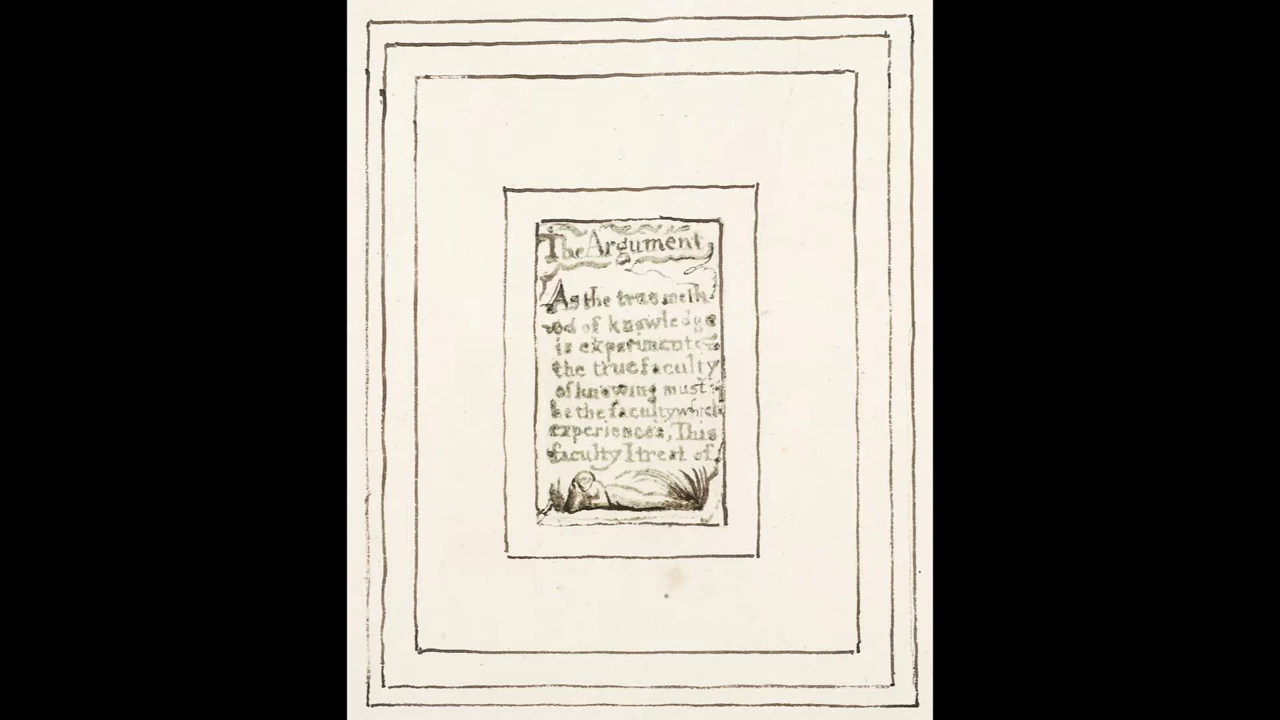 The Argument
As the true meth
od of knowledge
is experiment
the true faculty
of knowing must
be the faculty which
experiences, This
faculty I treat of.